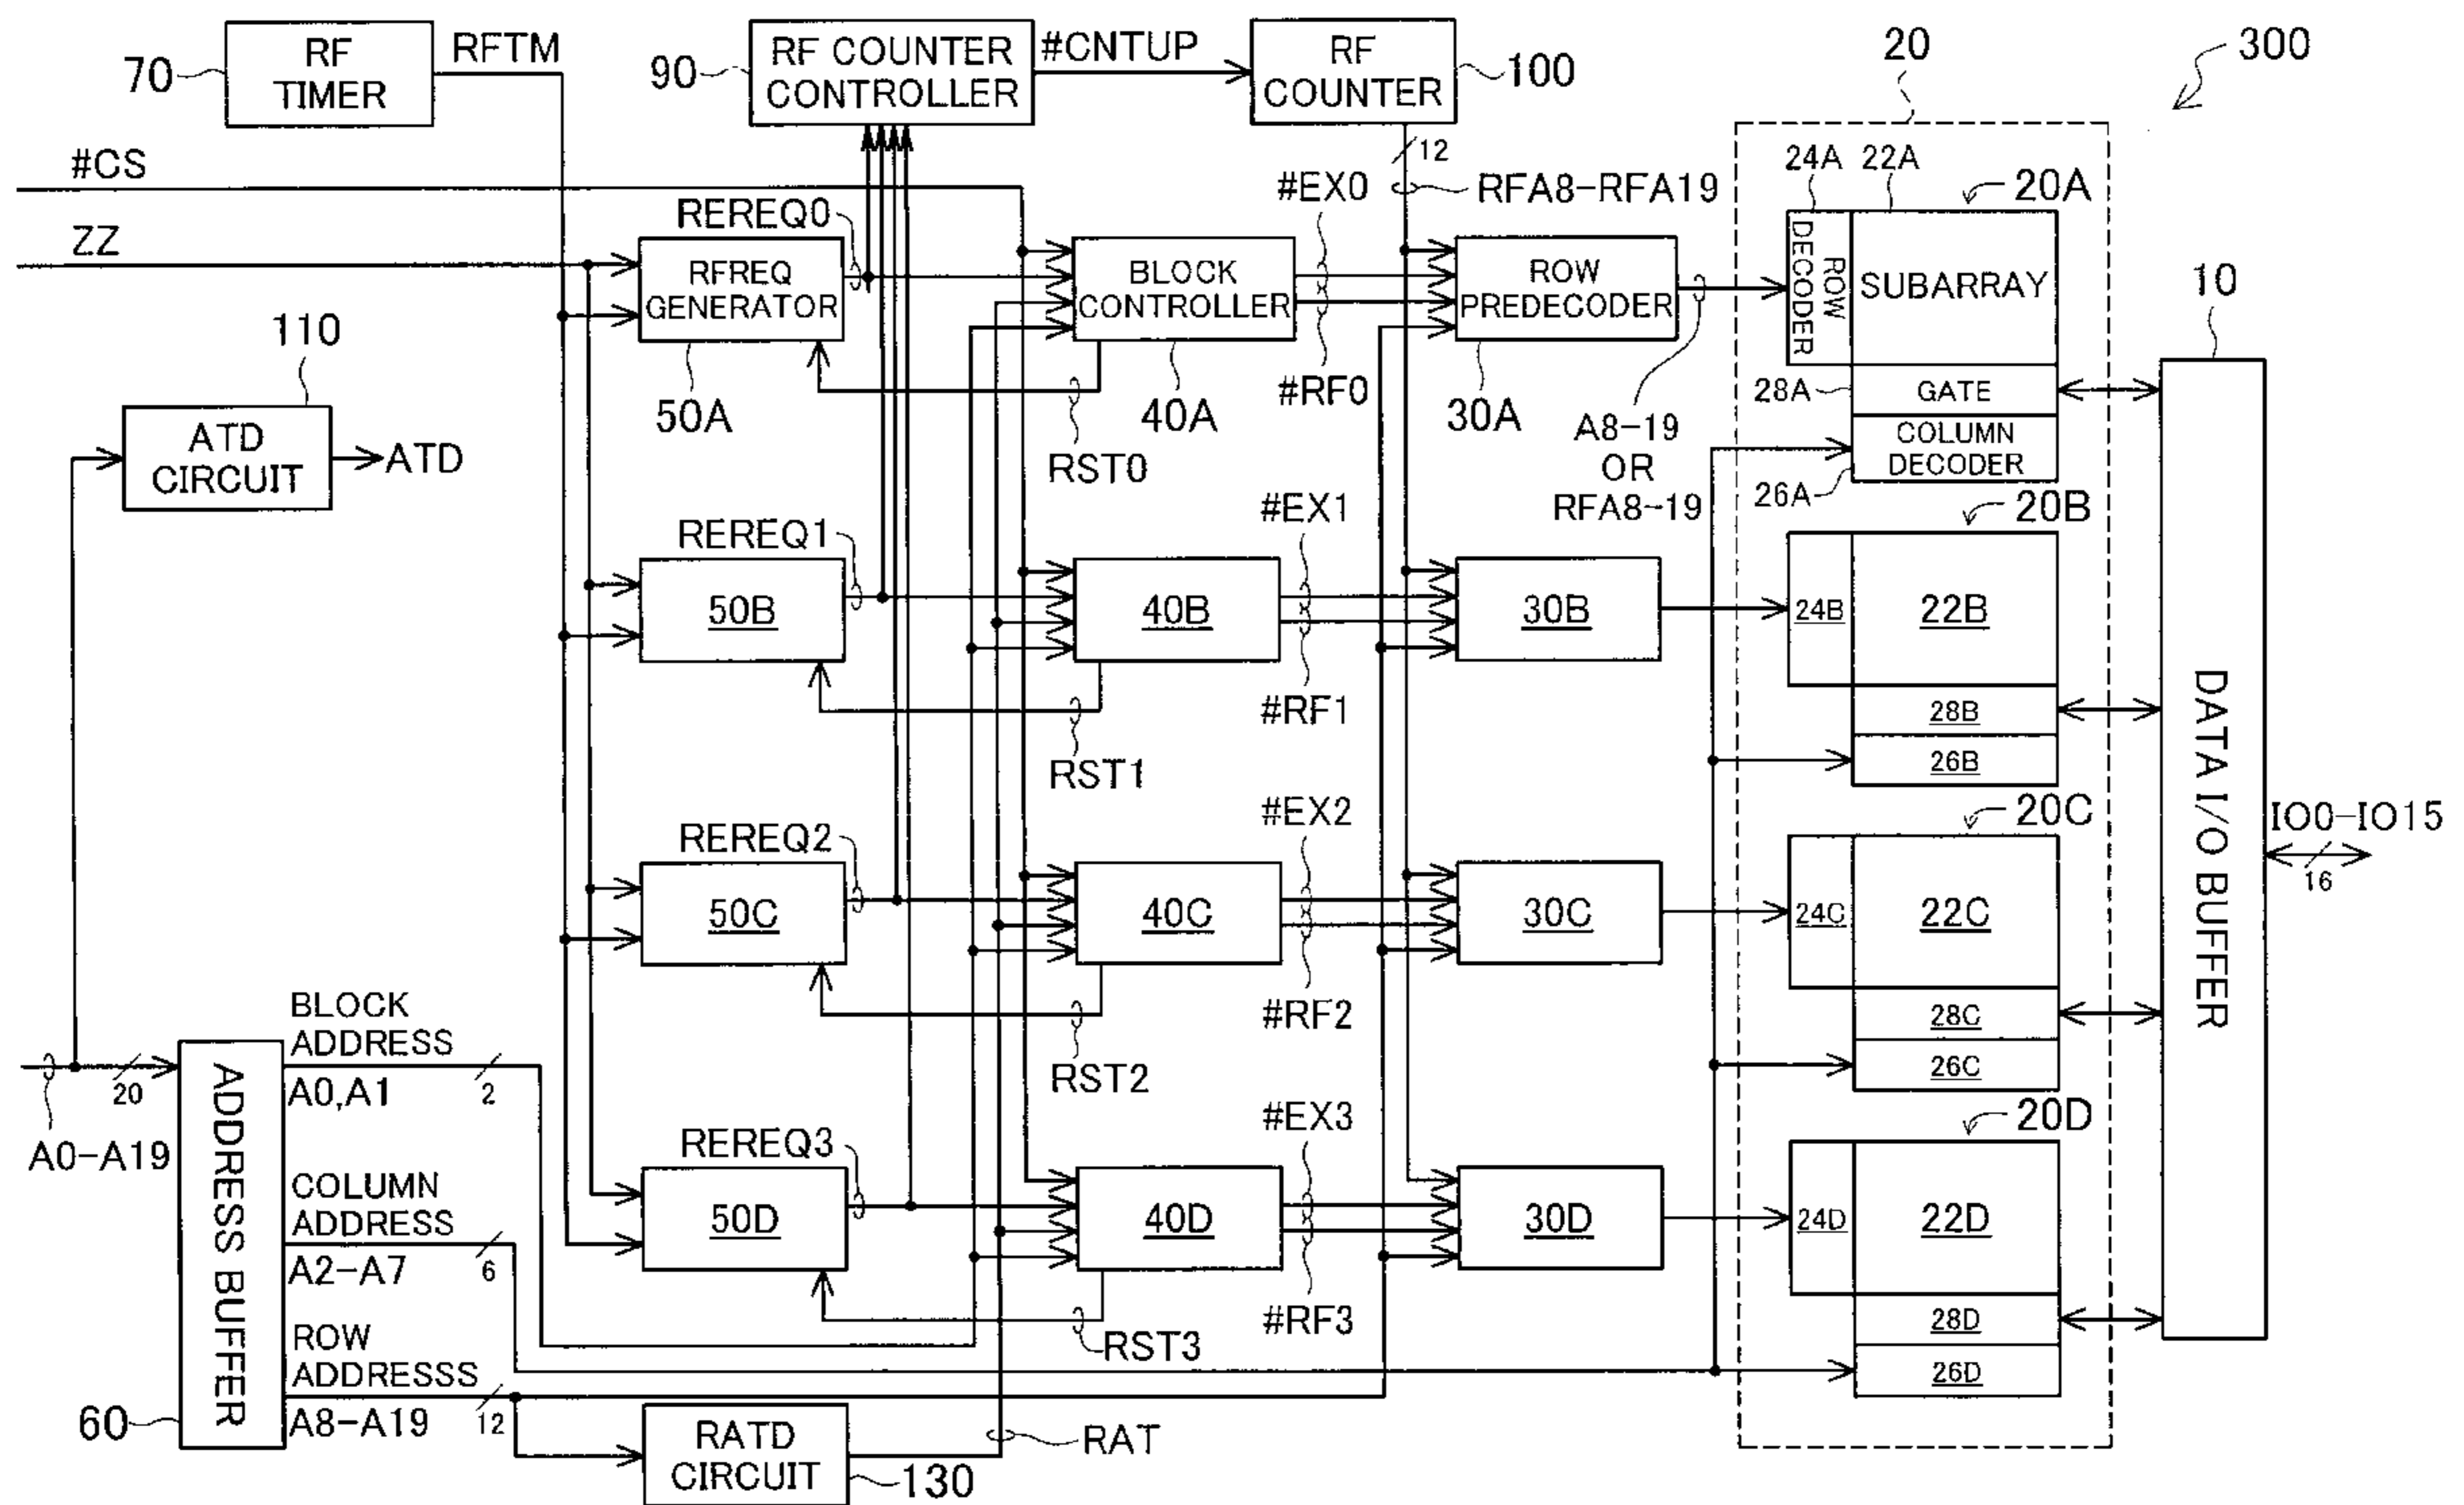 RF
TIMER
70
RFTM
RF COUNTER
CONTROLLER
90
#CNTUP
RF
COUNTER
100
12
RFA8-RFA19
20
300
#CS
ZZ
REREQ0
RFREQ
GENERATOR
50A
BLOCK
CONTROLLER
40A
RST0
#EX0
#RF0
ROW
PREDECODER
30A
A8-19
OR
RFA8-19
24A
22A
20A
ROW
DECODER
SUBARRAY
28A
GATE
COLUMN
DECODER
26A
10
DATA I/O BUFFER
IO0-IO15
16
110
ATD
CIRCUIT
ATD
REREQ1
50B
40B
RST1
#EX1
#RF1
30B
20B
24B
22B
28B
26B
REREQ2
50C
40C
RST2
#EX2
#RF2
30C
20C
24C
22C
28C
26C
REREQ3
50D
40D
RST3
#EX3
#RF3
30D
20D
24D
22D
28D
26D
A0-A19
20
ADDRESS BUFFER
60
BLOCK
ADDRESS
A0,A1
2
COLUMN
ADDRESS
A2-A7
6
ROW
ADDRESSS
A8-A19
12
RATD
CIRCUIT
130
RAT